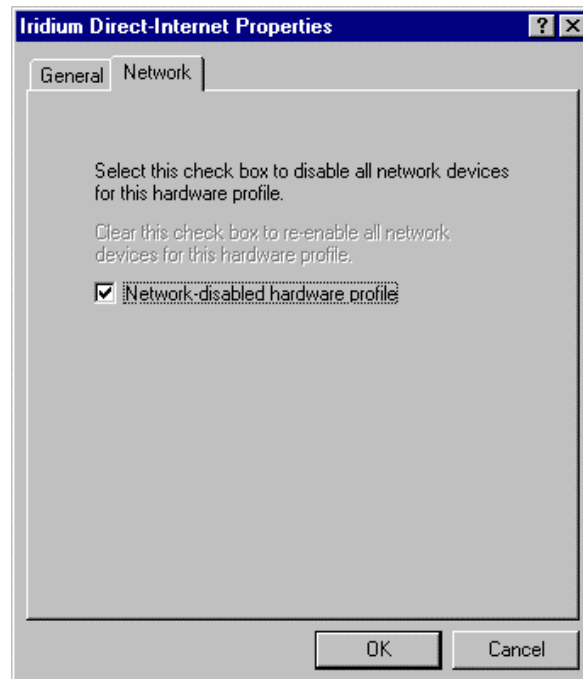 Iridium Direct-Internet Properties
General
Network
Select this check box to disable all network devices
for this hardware profile.
Clear this check box to re-enable all network
devices for this hardware profile.
Network-disabled hardware profile
OK
Cancel